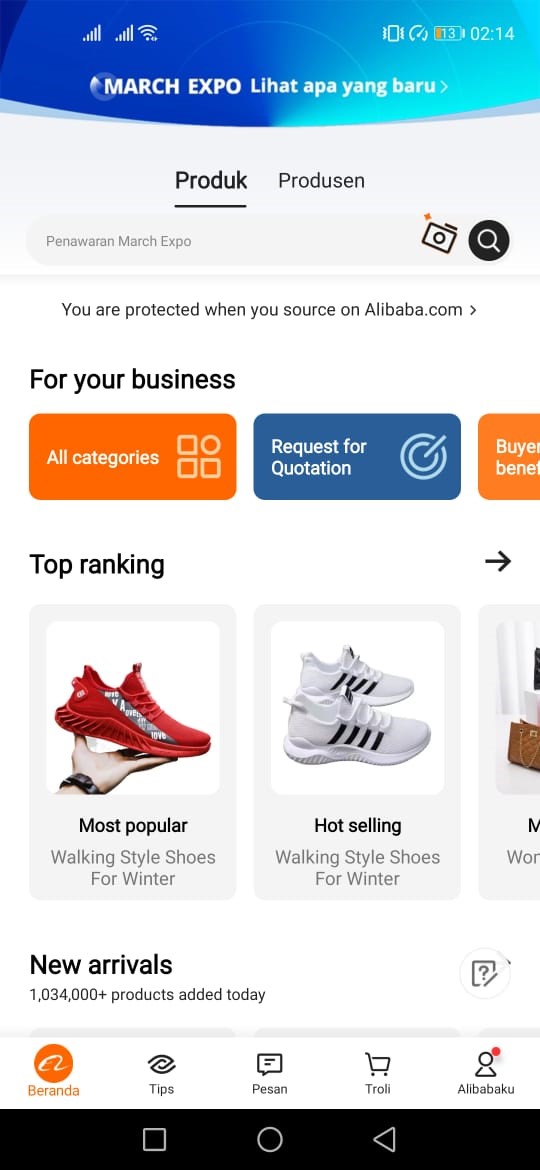 13 02:14
MARCH EXPO Lihat apa yang baru
Produk Produsen
Penawaran March Expo
You are protected when you source on Alibaba.com
For your business
All categories
Request for
Quotation
Buyer
benef
Top ranking
Most popular
Walking Style Shoes
For Winter
Hot selling
Walking Style Shoes
For Winter
M
Wor
New arrivals
1,034,000+ products added today
Beranda
Tips
Pesan
Troli
Alibabaku